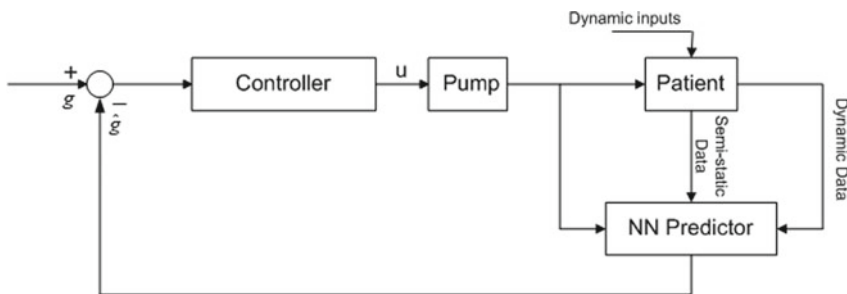 Dynamic inputs
+
g
−
ĝ
Controller
u
Pump
Patient
Semi-static
Data
Dynamic Data
NN Predictor